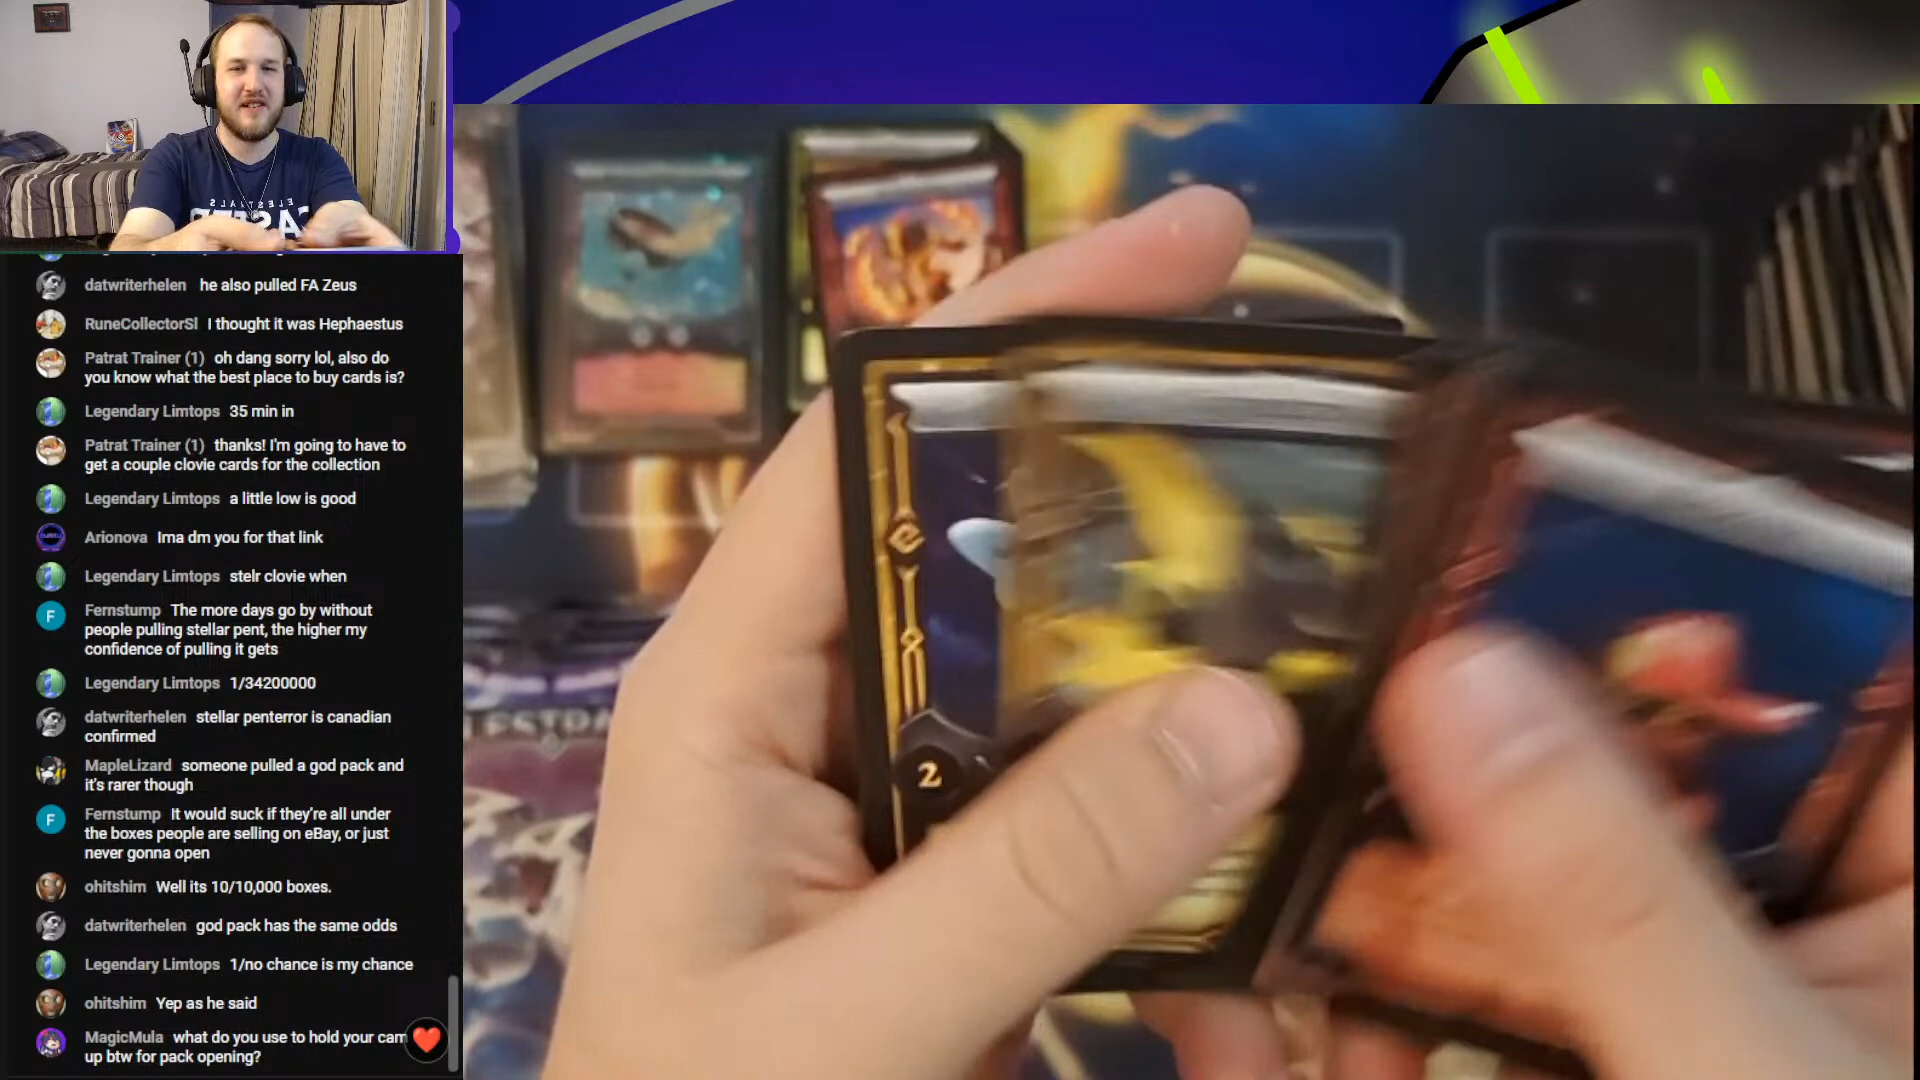 datwriterhelen he also pulled FA Zeus
RuneCollectorSl I thought it was Hephaestus
Patrat Trainer (1) oh dang sorry lol, also do
you know what the best place to buy cards is?
Legendary Limtops 35 min in
Patrat Trainer (1) thanks! I'm going to have to
get a couple clovie cards for the collection
Legendary Limtops a little low is good
Arionova Ima dm you for that link
Legendary Limtops stelr clovie when
F
Fernstump The more days go by without
people pulling stellar pent, the higher my
confidence of pulling it gets
Legendary Limtops 1/34200000
datwriterhelen stellar penterror is canadian
confirmed
MapleLizard someone pulled a god pack and
it's rarer though
F
Fernstump It would suck if they're all under
the boxes people are selling on eBay, or just
never gonna open
ohitshim Well its 10/10,000 boxes.
datwriterhelen god pack has the same odds
Legendary Limtops 1/no chance is my chance
ohitshim Yep as he said
MagicMula what do you use to hold your cam
up btw for pack opening?
2